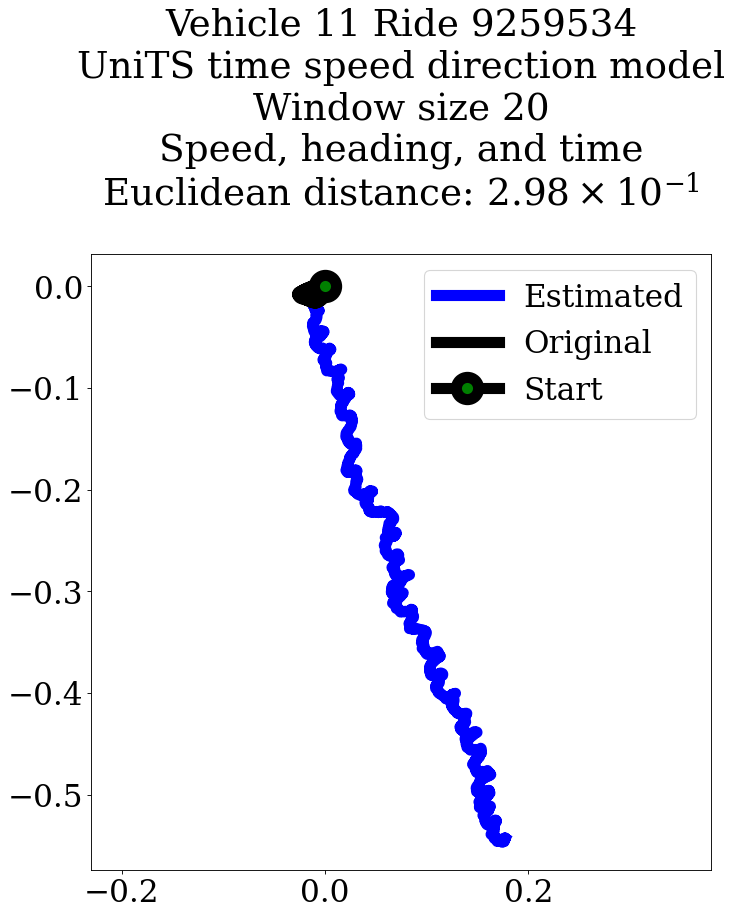 Vehicle 11 Ride 9259534
UniTS time speed direction model
Window size 20
Speed, heading, and time
Euclidean distance: 2.98 × 10⁻¹
Estimated
Original
Start
0.0
−0.1
−0.2
−0.3
−0.4
−0.5
−0.2 0.0 0.2